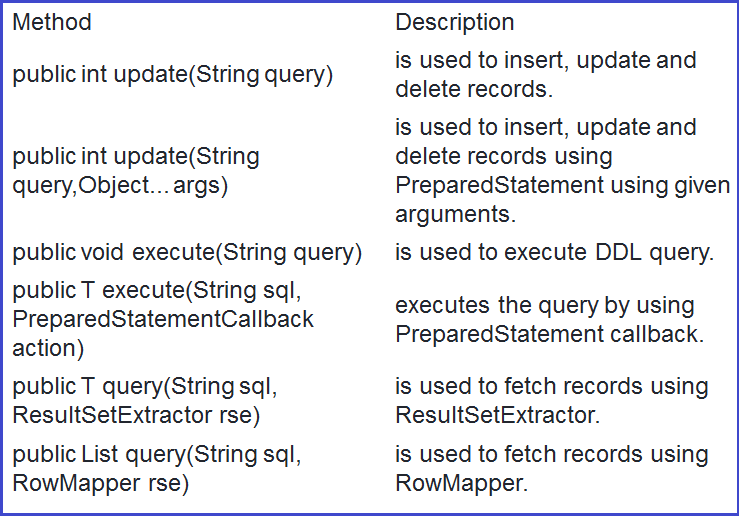 Method
Description
public int update(String query)
is used to insert, update and
delete records.
public int update(String
query,Object... args)
is used to insert, update and
delete records using
PreparedStatement using given
arguments.
public void execute(String query)
is used to execute DDL query.
public T execute(String sql,
PreparedStatementCallback
action)
executes the query by using
PreparedStatement callback.
public T query(String sql,
ResultSetExtractor rse)
is used to fetch records using
ResultSetExtractor.
public List query(String sql,
RowMapper rse)
is used to fetch records using
RowMapper.